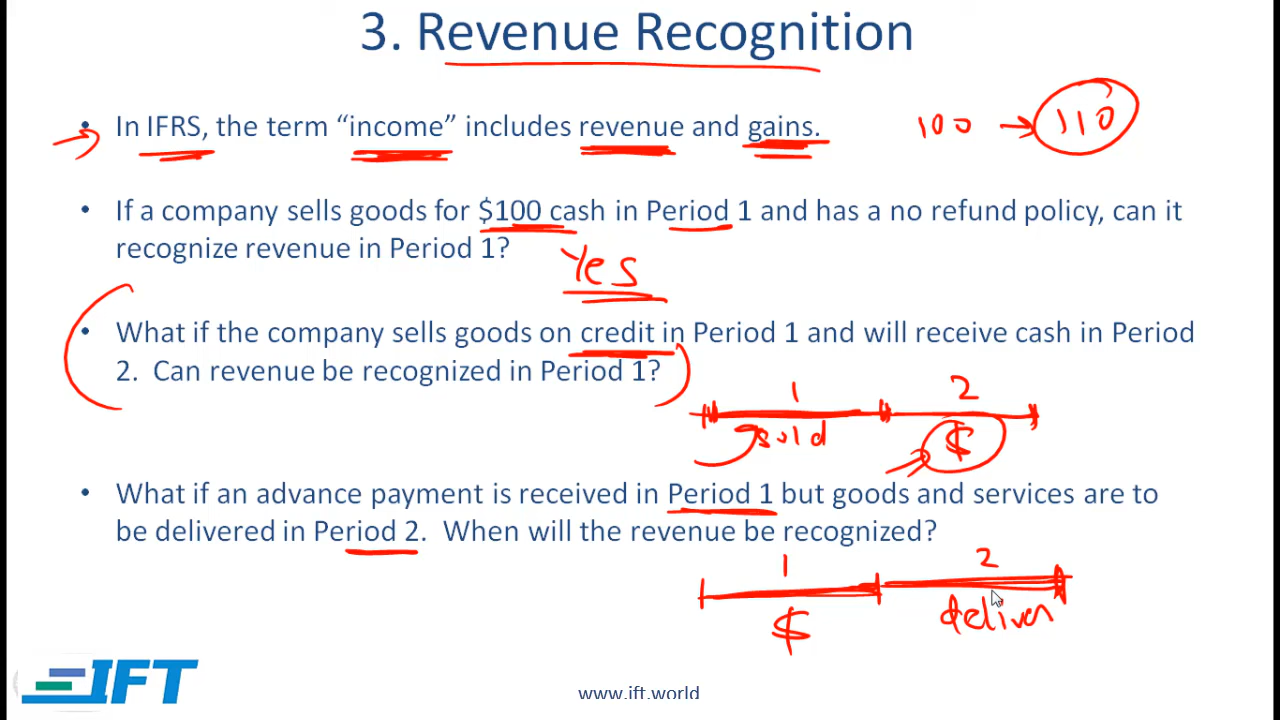 3. Revenue Recognition
• In IFRS, the term “income” includes revenue and gains.
100 → 110
• If a company sells goods for $100 cash in Period 1 and has a no refund policy, can it
recognize revenue in Period 1?
Yes
• What if the company sells goods on credit in Period 1 and will receive cash in Period
2. Can revenue be recognized in Period 1?
1 2
sold $
• What if an advance payment is received in Period 1 but goods and services are to
be delivered in Period 2. When will the revenue be recognized?
1 2
$ deliver
IFT
www.ift.world